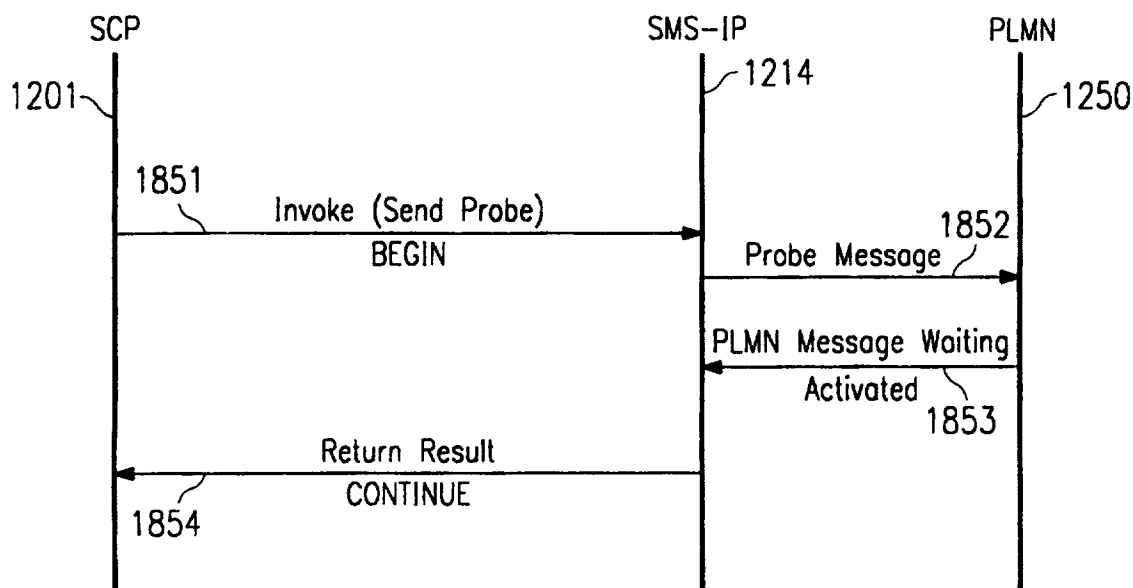 SCP
SMS-IP
PLMN
1201
1214
1250
1851
Invoke (Send Probe)
BEGIN
1852
Probe Message
PLMN Message Waiting
Activated
1853
Return Result
CONTINUE
1854